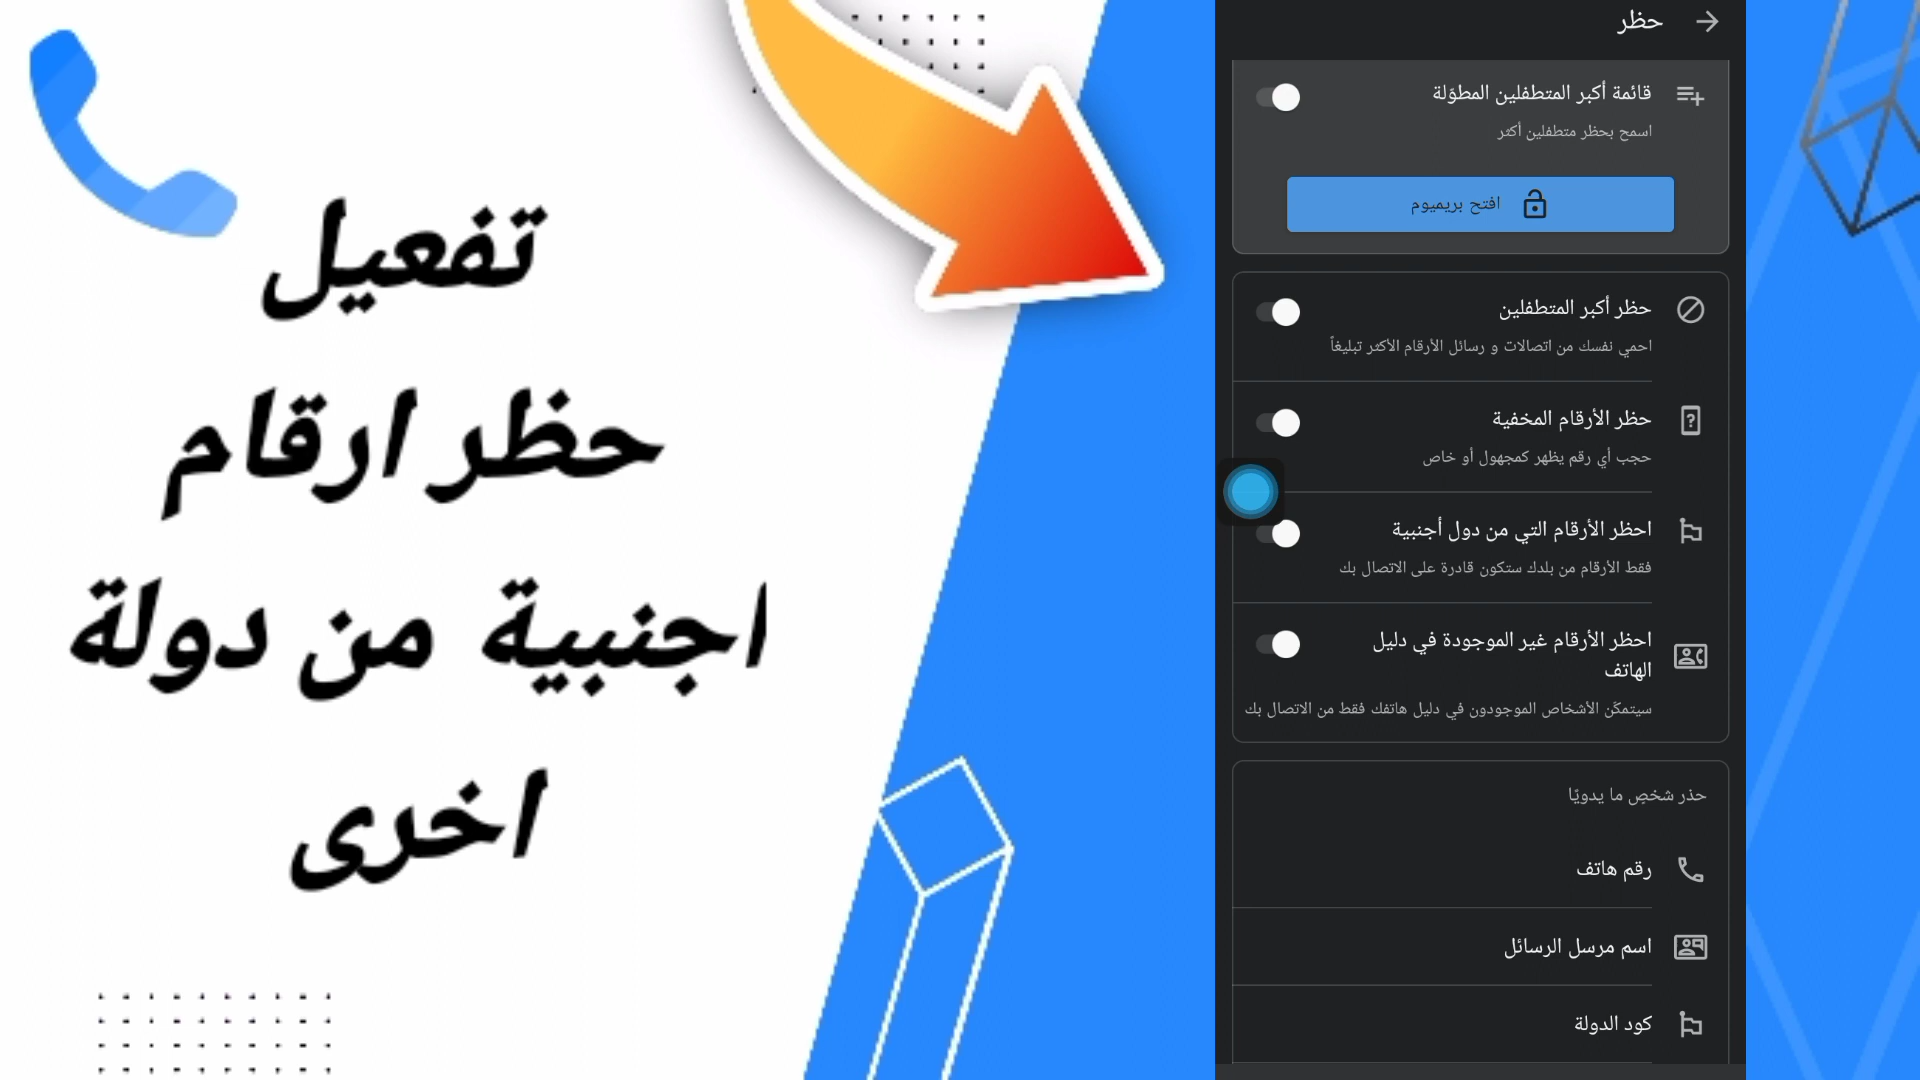 تفعيل
حظر ارقام
اجنبية من دولة
اخرى
حظر
قائمة أكبر المتطفلين المطوّلة
اسمح بحظر متطفلين أكثر
افتح بريميوم
حظر أكبر المتطفلين
احمي نفسك من اتصالات و رسائل الأرقام الأكثر تبليغاً
حظر الأرقام المخفية
حجب أي رقم يظهر كمجهول أو خاص
احظر الأرقام التي من دول أجنبية
فقط الأرقام من بلدك ستكون قادرة على الاتصال بك
احظر الأرقام غير الموجودة في دليل
الهاتف
سيتمكّن الأشخاص الموجودون في دليل هاتفك فقط من الاتصال بك
حذر شخصٍ ما يدويًا
رقم هاتف
اسم مرسل الرسائل
كود الدولة